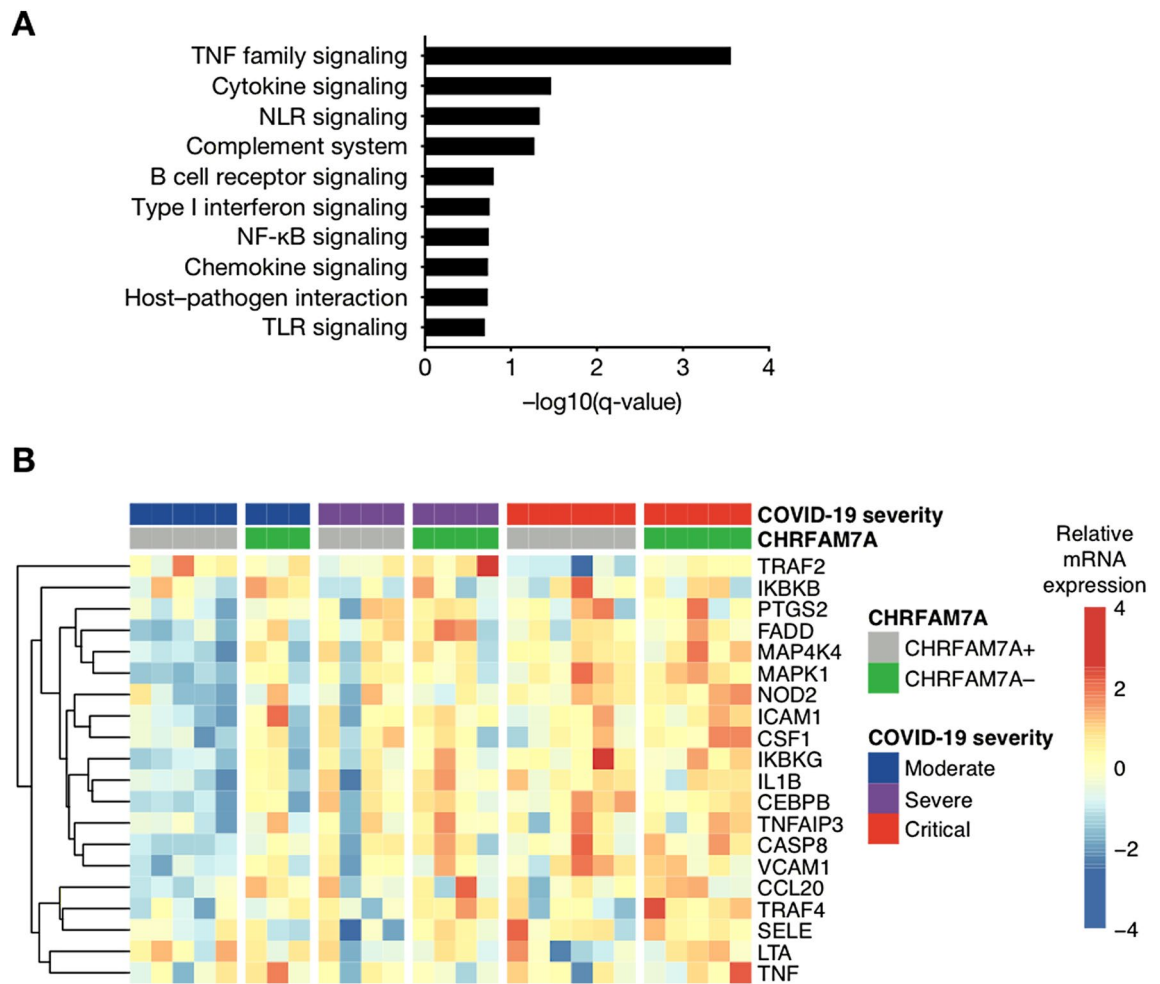 A
TNF family signaling
Cytokine signaling
NLR signaling
Complement system
B cell receptor signaling
Type I interferon signaling
NF-κB signaling
Chemokine signaling
Host–pathogen interaction
TLR signaling
0 1 2 3 4
–log10(q-value)
B
COVID-19 severity
CHRFAM7A
TRAF2
IKBKB
PTGS2
FADD
MAP4K4
MAPK1
NOD2
ICAM1
CSF1
IKBKG
IL1B
CEBPB
TNFAIP3
CASP8
VCAM1
CCL20
TRAF4
SELE
LTA
TNF
CHRFAM7A
CHRFAM7A+
CHRFAM7A–
COVID-19 severity
Moderate
Severe
Critical
Relative
mRNA
expression
4
2
0
–2
–4